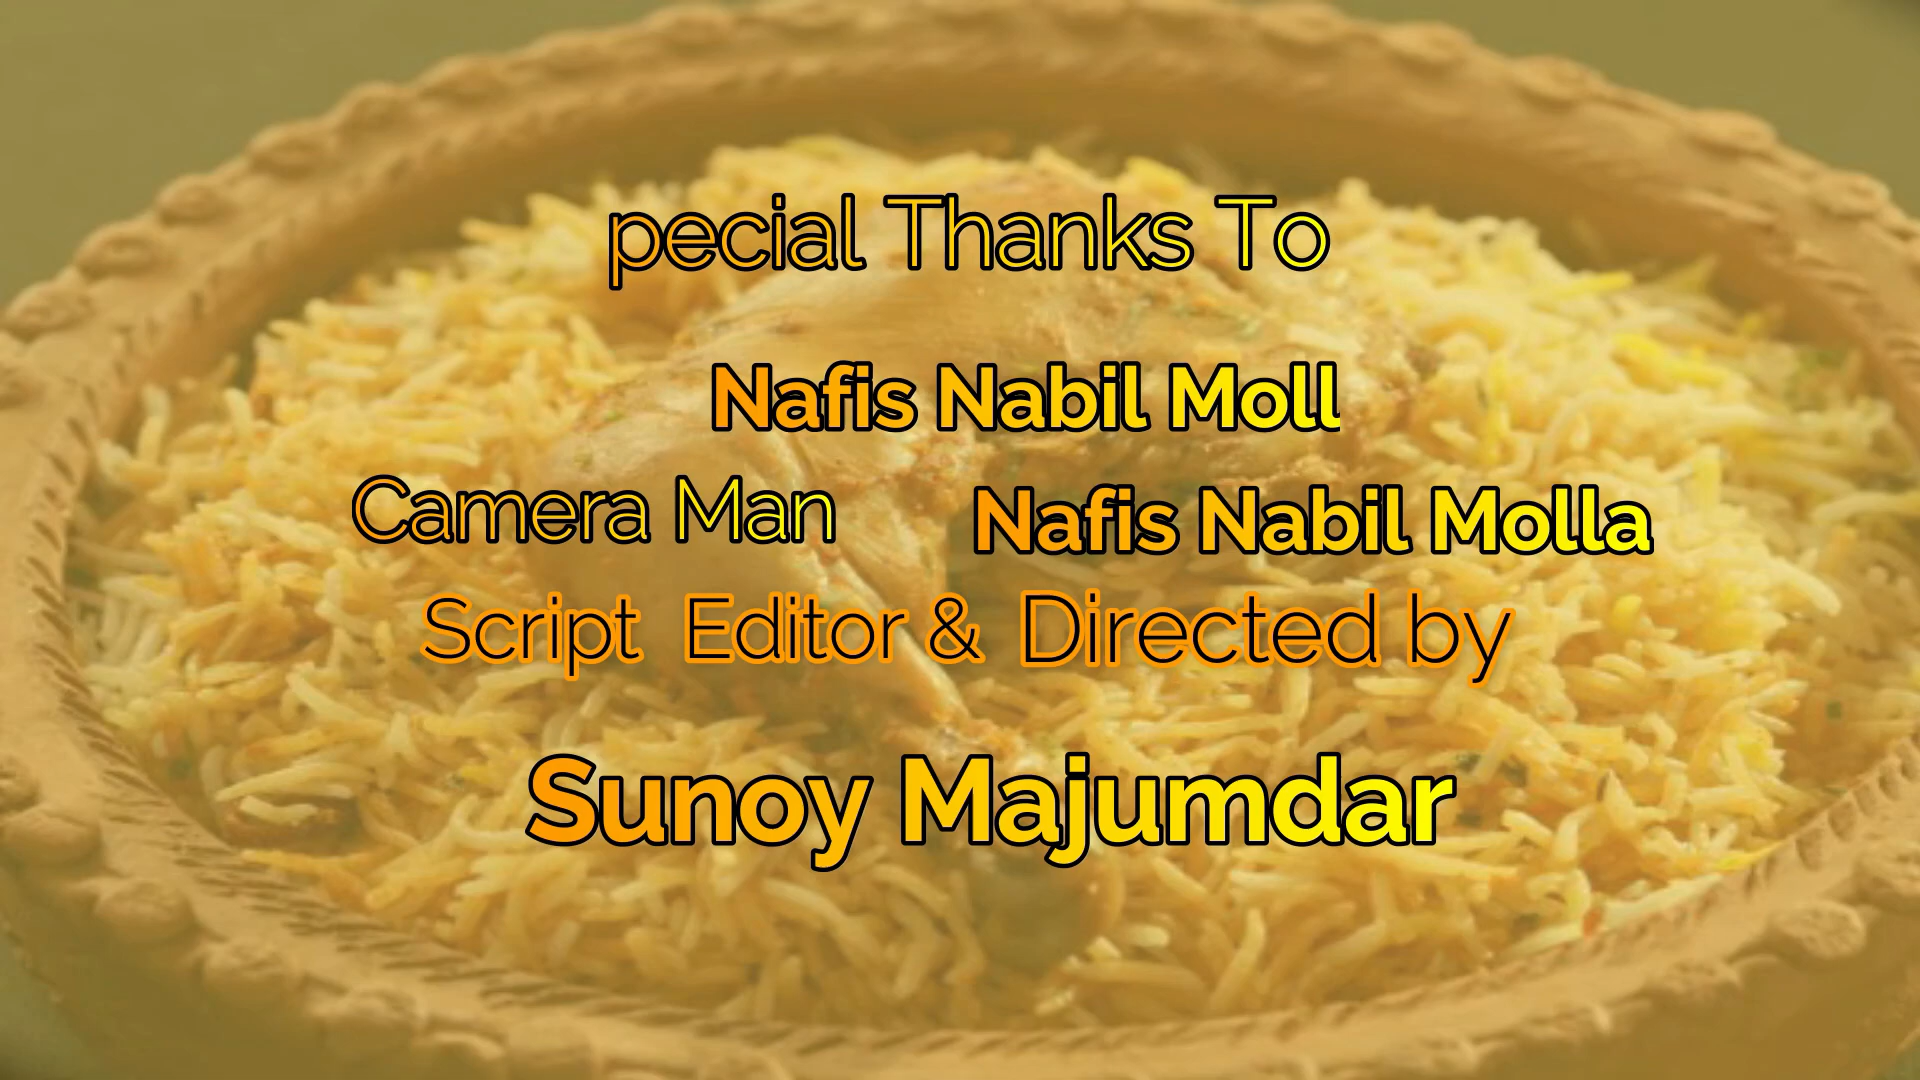 pecial Thanks To
Nafis Nabil Moll
Camera Man Nafis Nabil Molla
Script Editor & Directed by
Sunoy Majumdar